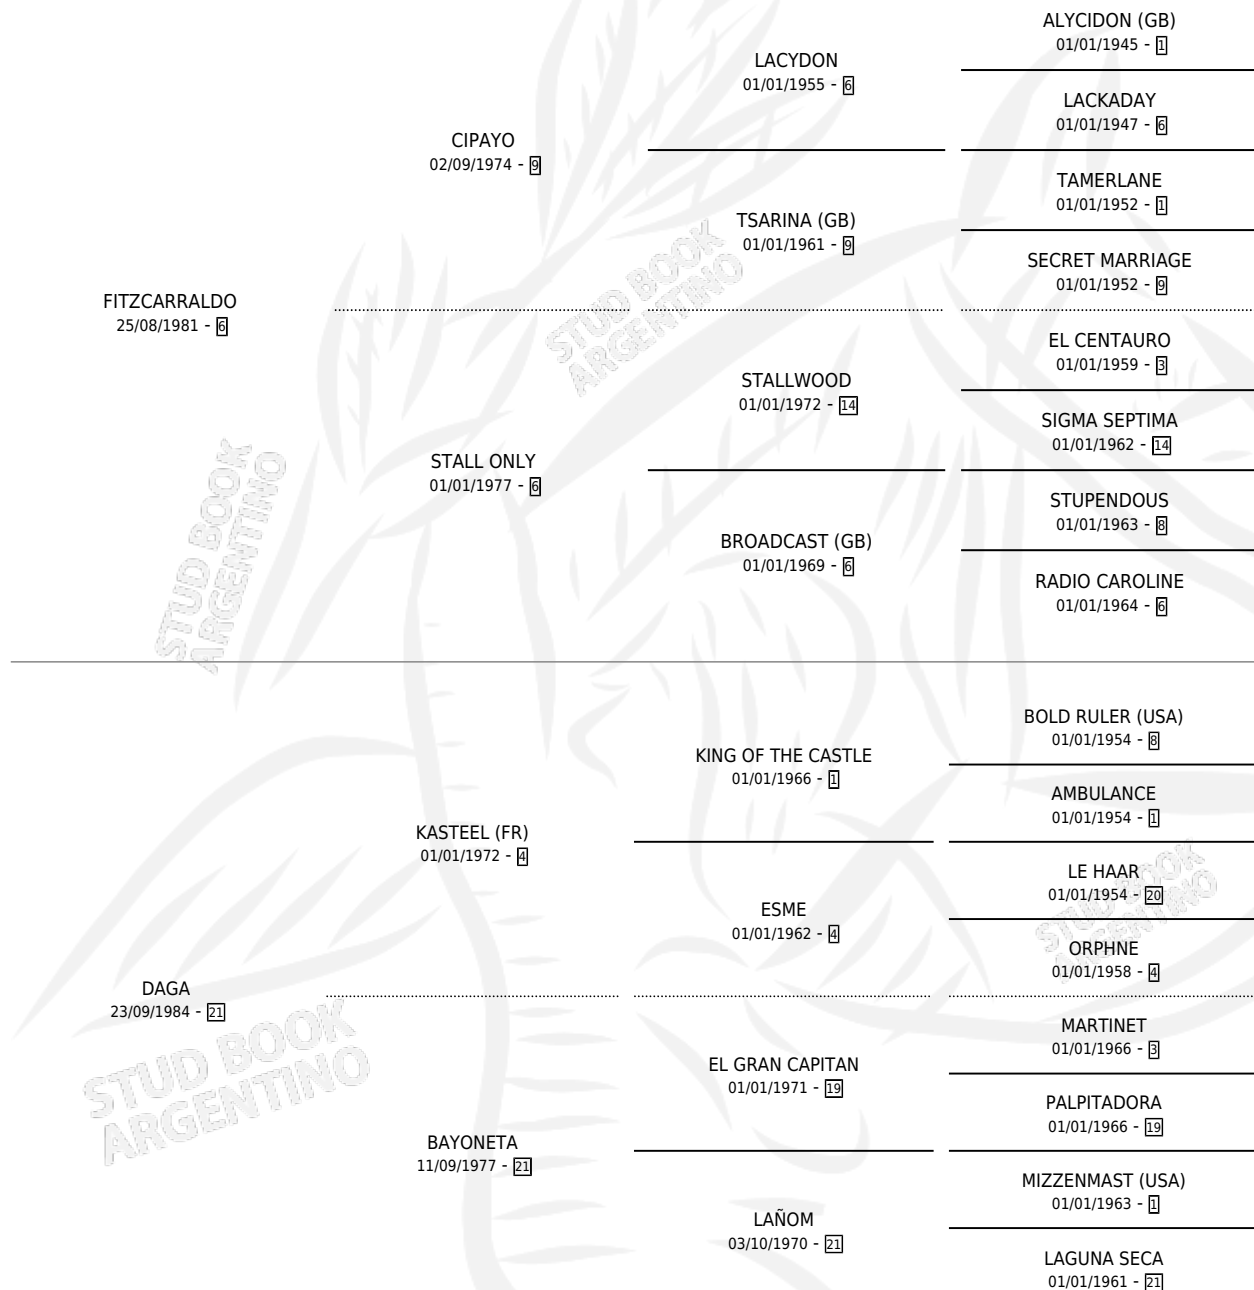 ALYCIDON (GB)
01/01/1945 - 1
LACYDON
01/01/1955 - 6
LACKADAY
01/01/1947 - 6
CIPAYO
02/09/1974 - 9
TAMERLANE
01/01/1952 - 1
TSARINA (GB)
01/01/1961 - 9
SECRET MARRIAGE
01/01/1952 - 9
FITZCARRALDO
25/08/1981 - 6
EL CENTAURO
01/01/1959 - 3
STALLWOOD
01/01/1972 - 14
SIGMA SEPTIMA
01/01/1962 - 14
STALL ONLY
01/01/1977 - 6
STUPENDOUS
01/01/1963 - 8
BROADCAST (GB)
01/01/1969 - 6
RADIO CAROLINE
01/01/1964 - 6
BOLD RULER (USA)
01/01/1954 - 8
KING OF THE CASTLE
01/01/1966 - 1
AMBULANCE
01/01/1954 - 1
KASTEEL (FR)
01/01/1972 - 4
LE HAAR
01/01/1954 - 20
ESME
01/01/1962 - 4
ORPHNE
01/01/1958 - 4
DAGA
23/09/1984 - 21
MARTINET
01/01/1966 - 3
EL GRAN CAPITAN
01/01/1971 - 19
PALPITADORA
01/01/1966 - 19
BAYONETA
11/09/1977 - 21
MIZZENMAST (USA)
01/01/1963 - 1
LAÑOM
03/10/1970 - 21
LAGUNA SECA
01/01/1961 - 21
STUD BOOK
ARGENTINO
STUD BOOK
ARGENTINO
STUD BOOK
ARGENTINO
STUD BOOK
ARGENTINO